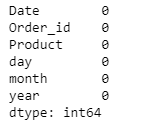 Date 0
Order_id 0
Product 0
day 0
month 0
year 0
dtype: int64